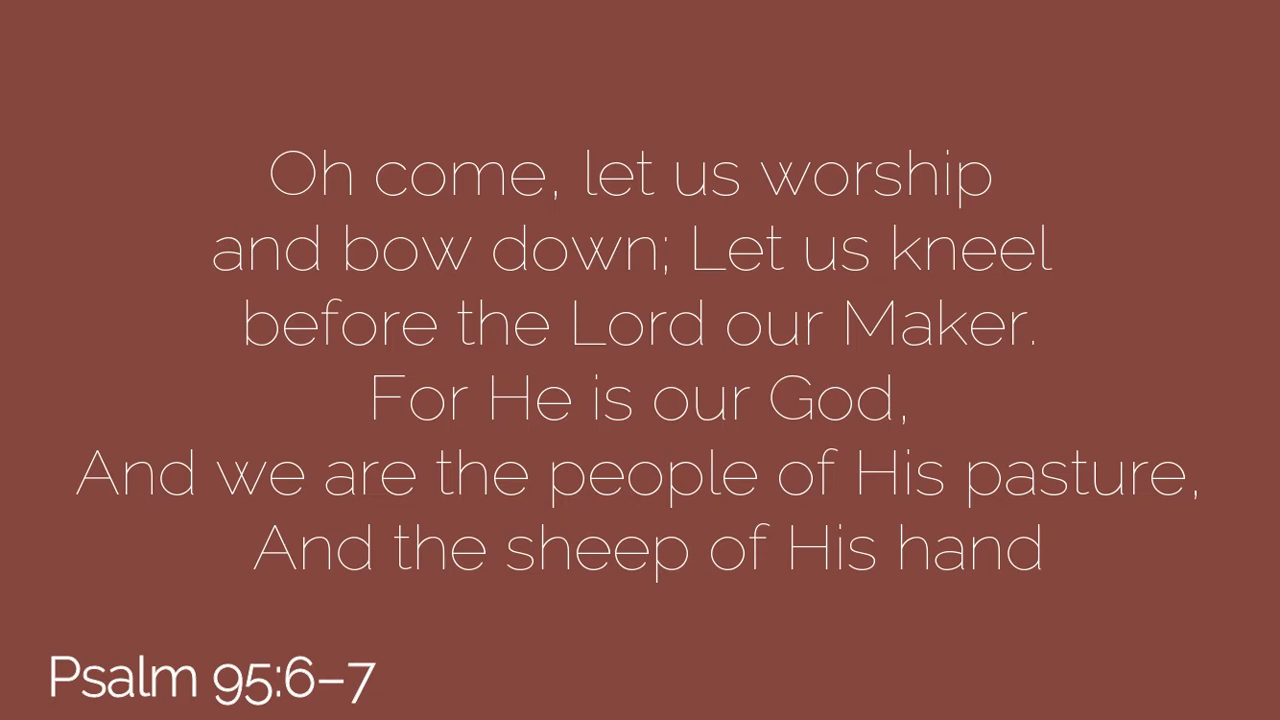 Oh come, let us worship
and bow down; Let us kneel
before the Lord our Maker.
For He is our God,
And we are the people of His pasture,
And the sheep of His hand
Psalm 95:6–7